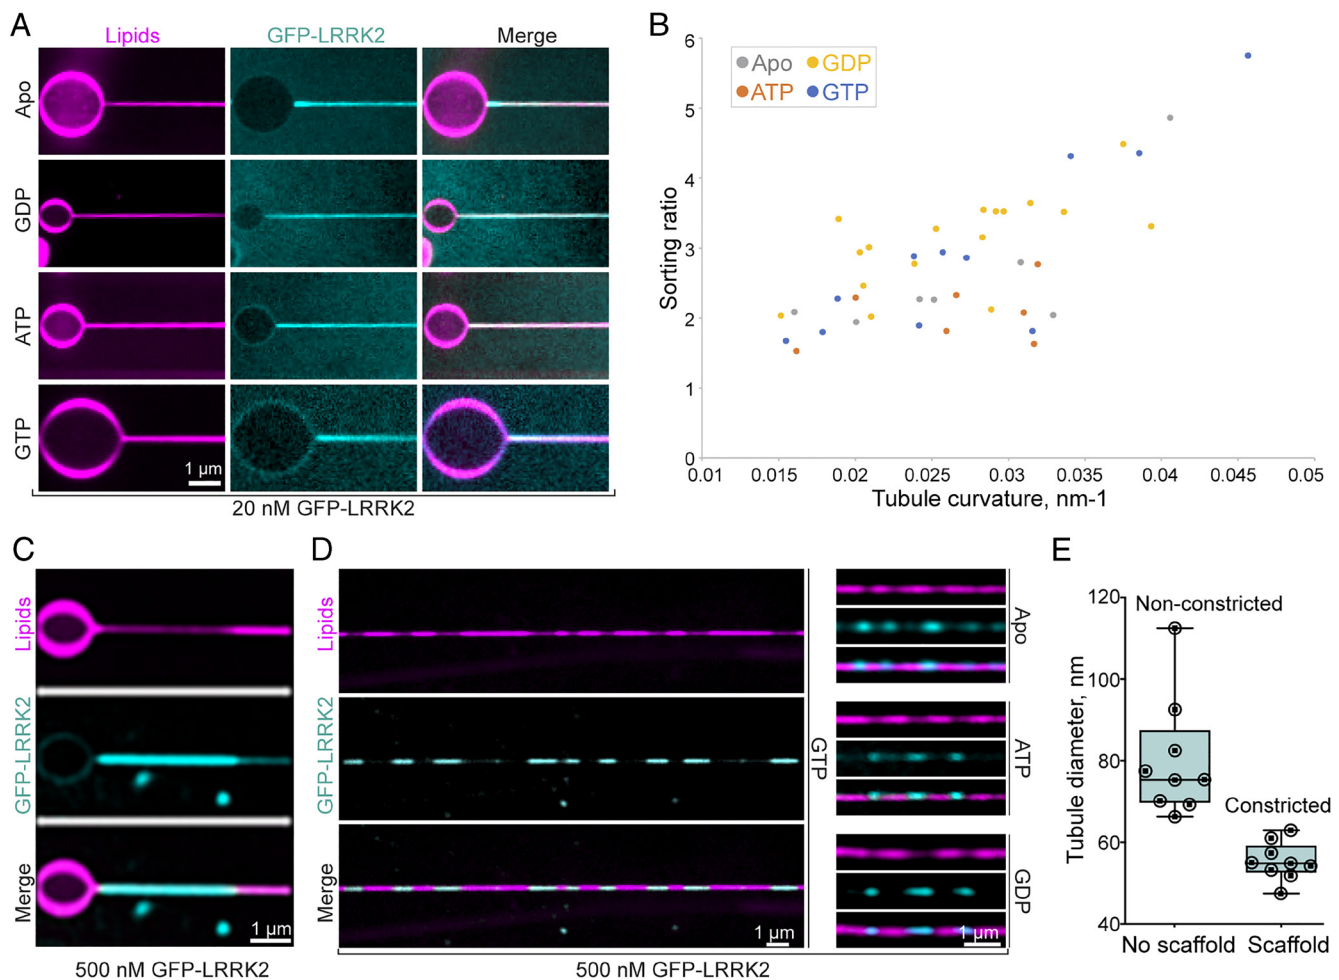 A
Lipids GFP-LRRK2 Merge
Apo
GDP
ATP
GTP
1 µm
20 nM GFP-LRRK2
B
6
5
4
3
2
1
0
Sorting ratio
Apo GDP
ATP GTP
0.01 0.015 0.02 0.025 0.03 0.035 0.04 0.045 0.05
Tubule curvature, nm-1
C
Lipids
GFP-LRRK2
Merge
1 µm
500 nM GFP-LRRK2
D
Lipids
GFP-LRRK2
Merge
1 µm
GTP
Apo
ATP
GDP
1 µm
500 nM GFP-LRRK2
E
Tubule diameter, nm
120
100
80
60
40
Non-constricted
Constricted
No scaffold Scaffold